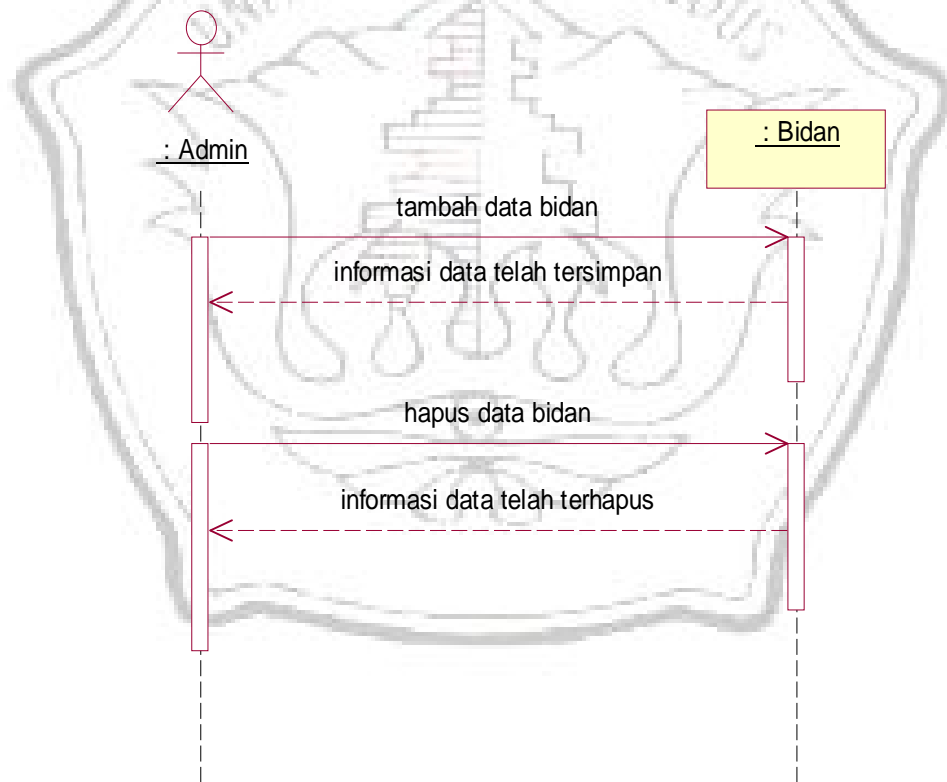 : Admin
: Bidan
tambah data bidan
informasi data telah tersimpan
hapus data bidan
informasi data telah terhapus